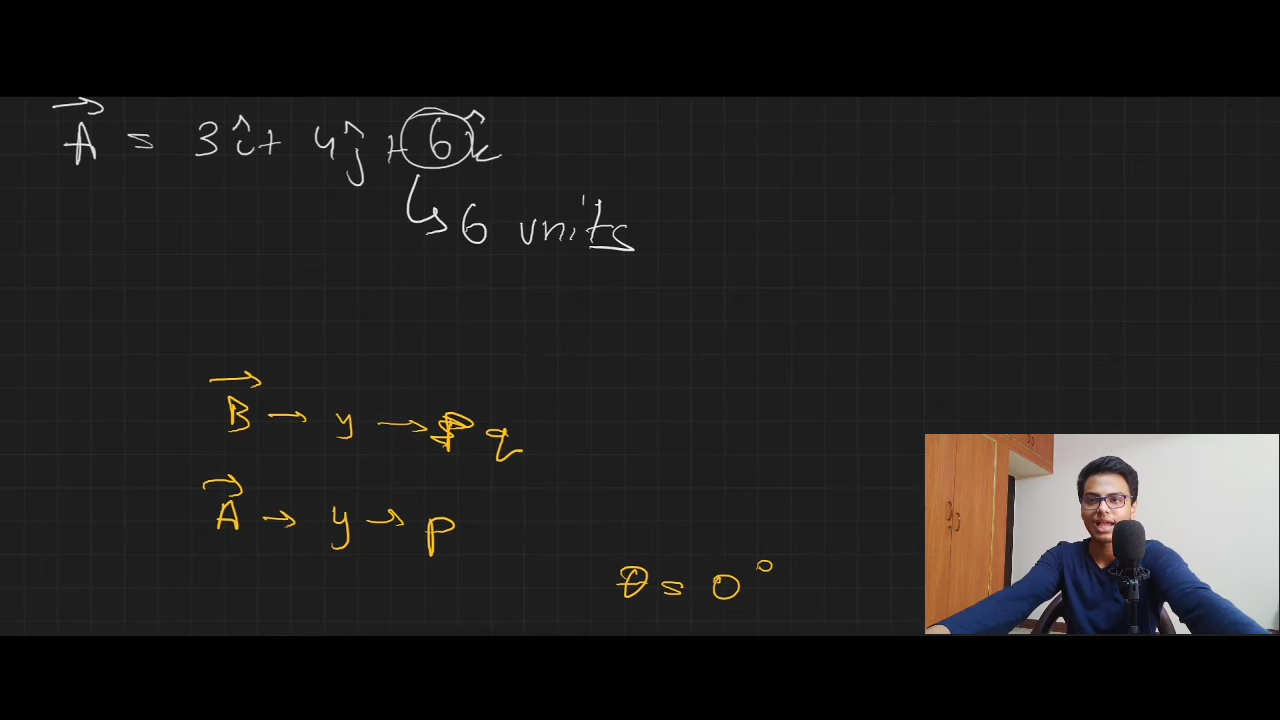 A⃗ = 3î + 4ĵ + 6k̂
↳ 6 units
B⃗ → y → q
A⃗ → y → p
θ = 0°